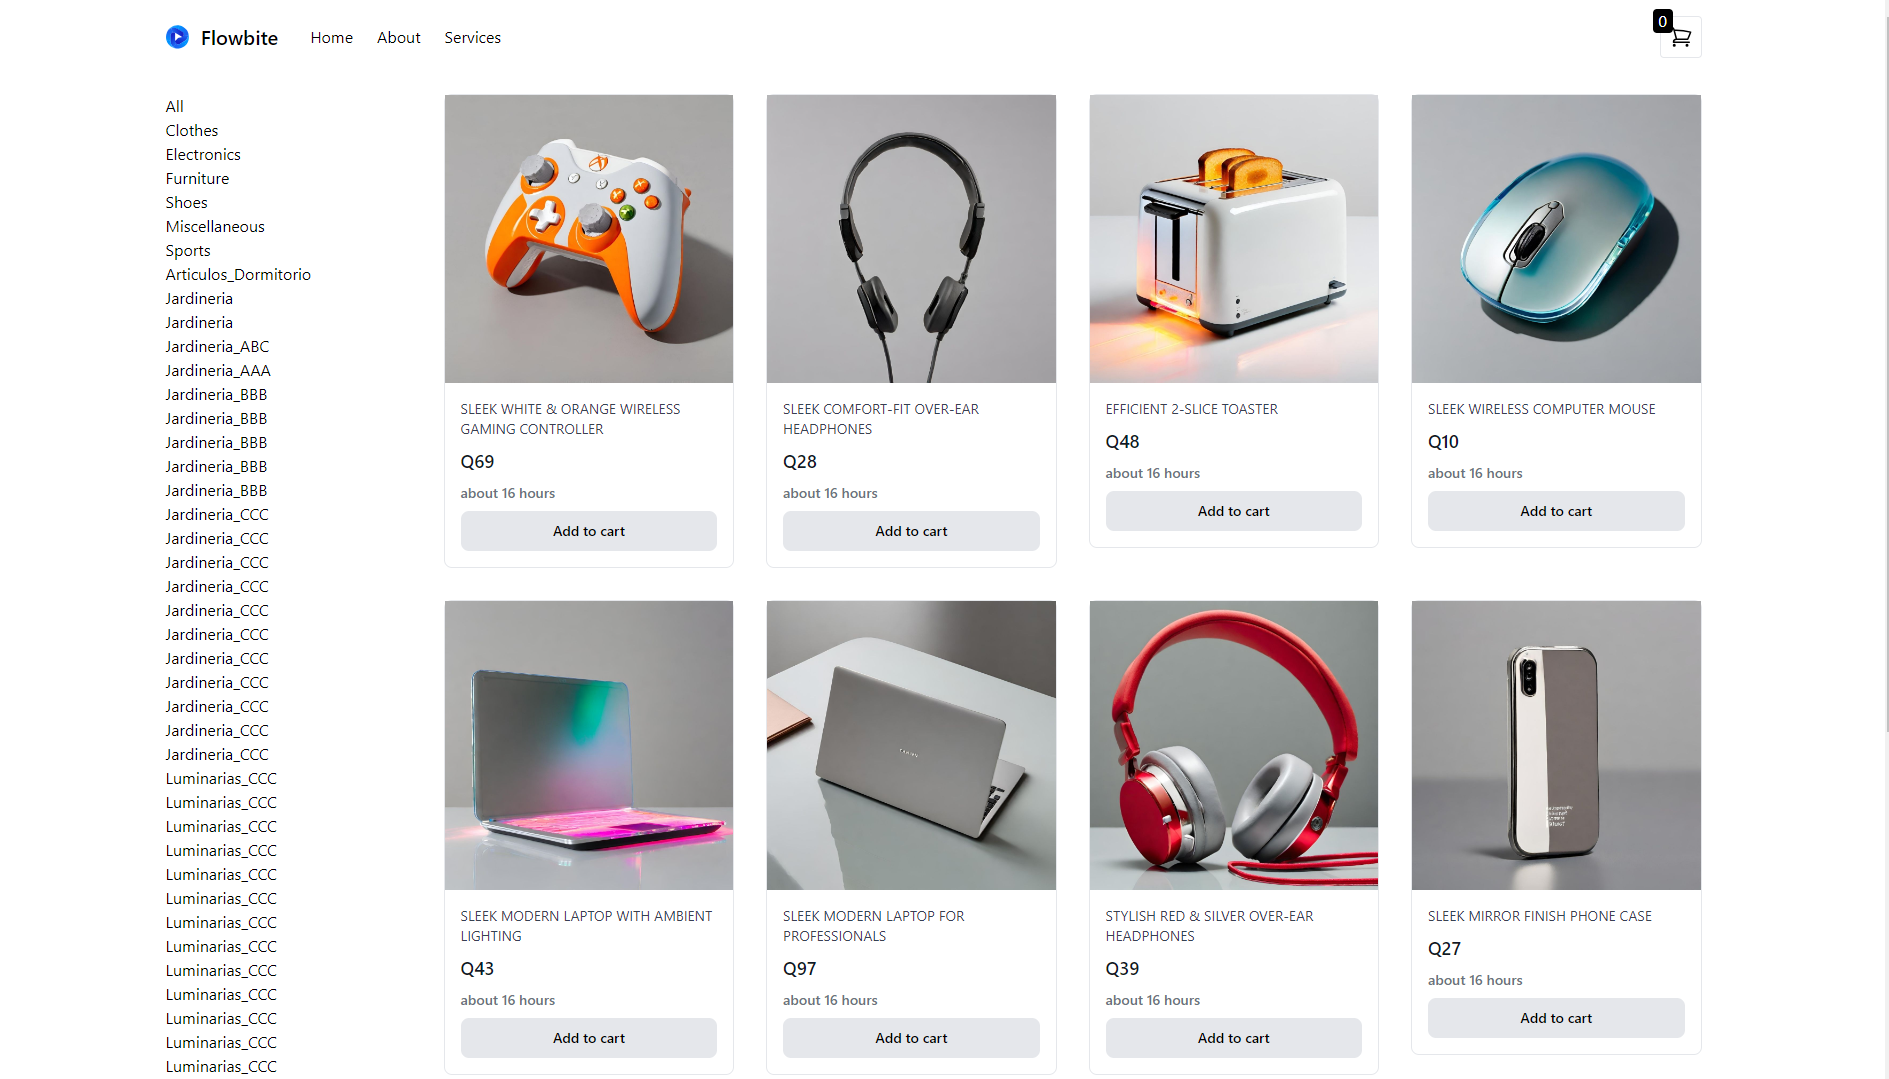 Flowbite
Home About Services
0
All
Clothes
Electronics
Furniture
Shoes
Miscellaneous
Sports
Articulos_Dormitorio
Jardineria
Jardineria
Jardineria_ABC
Jardineria_AAA
Jardineria_BBB
Jardineria_BBB
Jardineria_BBB
Jardineria_BBB
Jardineria_BBB
Jardineria_CCC
Jardineria_CCC
Jardineria_CCC
Jardineria_CCC
Jardineria_CCC
Jardineria_CCC
Jardineria_CCC
Jardineria_CCC
Jardineria_CCC
Jardineria_CCC
Jardineria_CCC
Luminarias_CCC
Luminarias_CCC
Luminarias_CCC
Luminarias_CCC
Luminarias_CCC
Luminarias_CCC
Luminarias_CCC
Luminarias_CCC
Luminarias_CCC
Luminarias_CCC
Luminarias_CCC
Luminarias_CCC
Luminarias_CCC
SLEEK WHITE & ORANGE WIRELESS
GAMING CONTROLLER
Q69
about 16 hours
Add to cart
SLEEK COMFORT-FIT OVER-EAR
HEADPHONES
Q28
about 16 hours
Add to cart
EFFICIENT 2-SLICE TOASTER
Q48
about 16 hours
Add to cart
SLEEK WIRELESS COMPUTER MOUSE
Q10
about 16 hours
Add to cart
SLEEK MODERN LAPTOP WITH AMBIENT
LIGHTING
Q43
about 16 hours
Add to cart
SLEEK MODERN LAPTOP FOR
PROFESSIONALS
Q97
about 16 hours
Add to cart
STYLISH RED & SILVER OVER-EAR
HEADPHONES
Q39
about 16 hours
Add to cart
SLEEK MIRROR FINISH PHONE CASE
Q27
about 16 hours
Add to cart